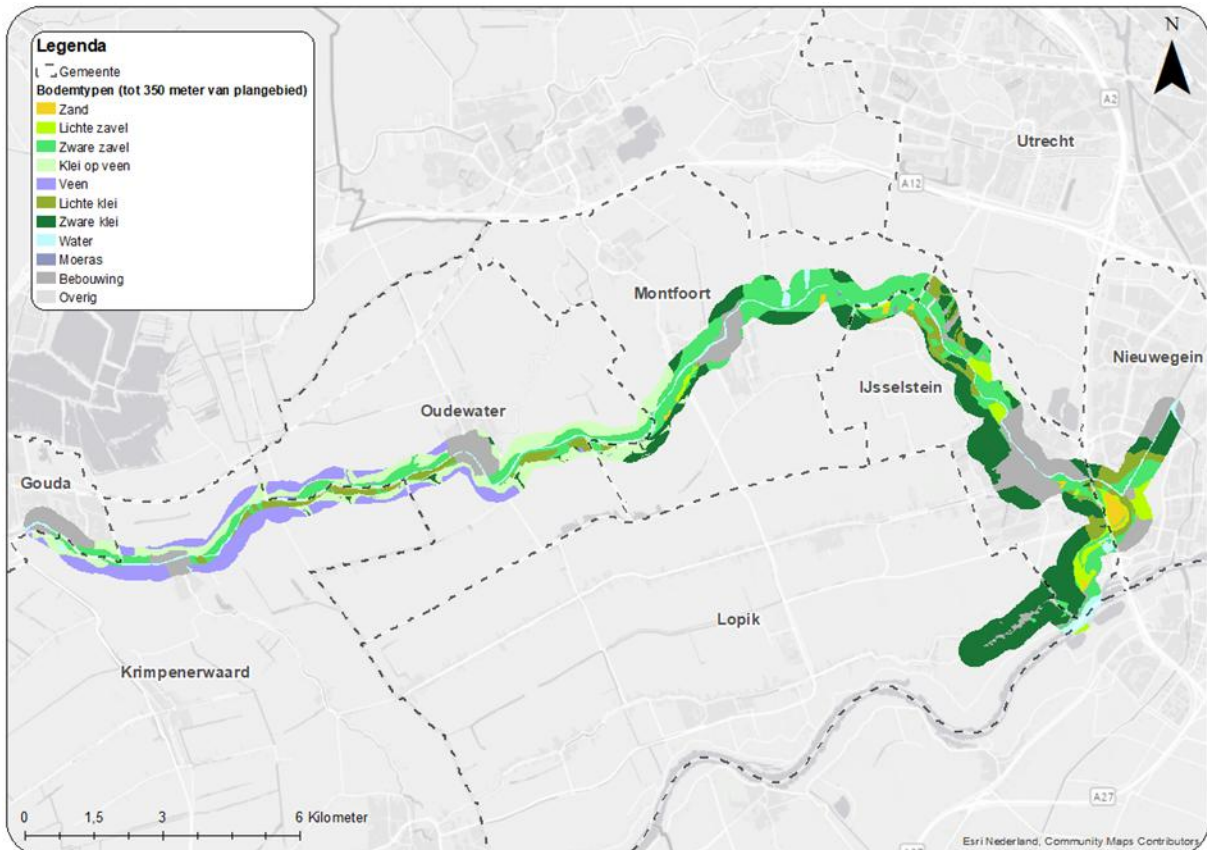 Legenda
Gemeente
Bodemtypen (tot 350 meter van plangebied)
Zand
Lichte zavel
Zware zavel
Klei op veen
Veen
Lichte klei
Zware klei
Water
Moeras
Bebouwing
Overig
N
A2
Utrecht
A12
Montfoort
Nieuwegein
IJsselstein
Oudewater
Gouda
Lopik
Krimpenerwaard
A27
0 1,5 3 6 Kilometer
Esri Nederland, Community Maps Contributors